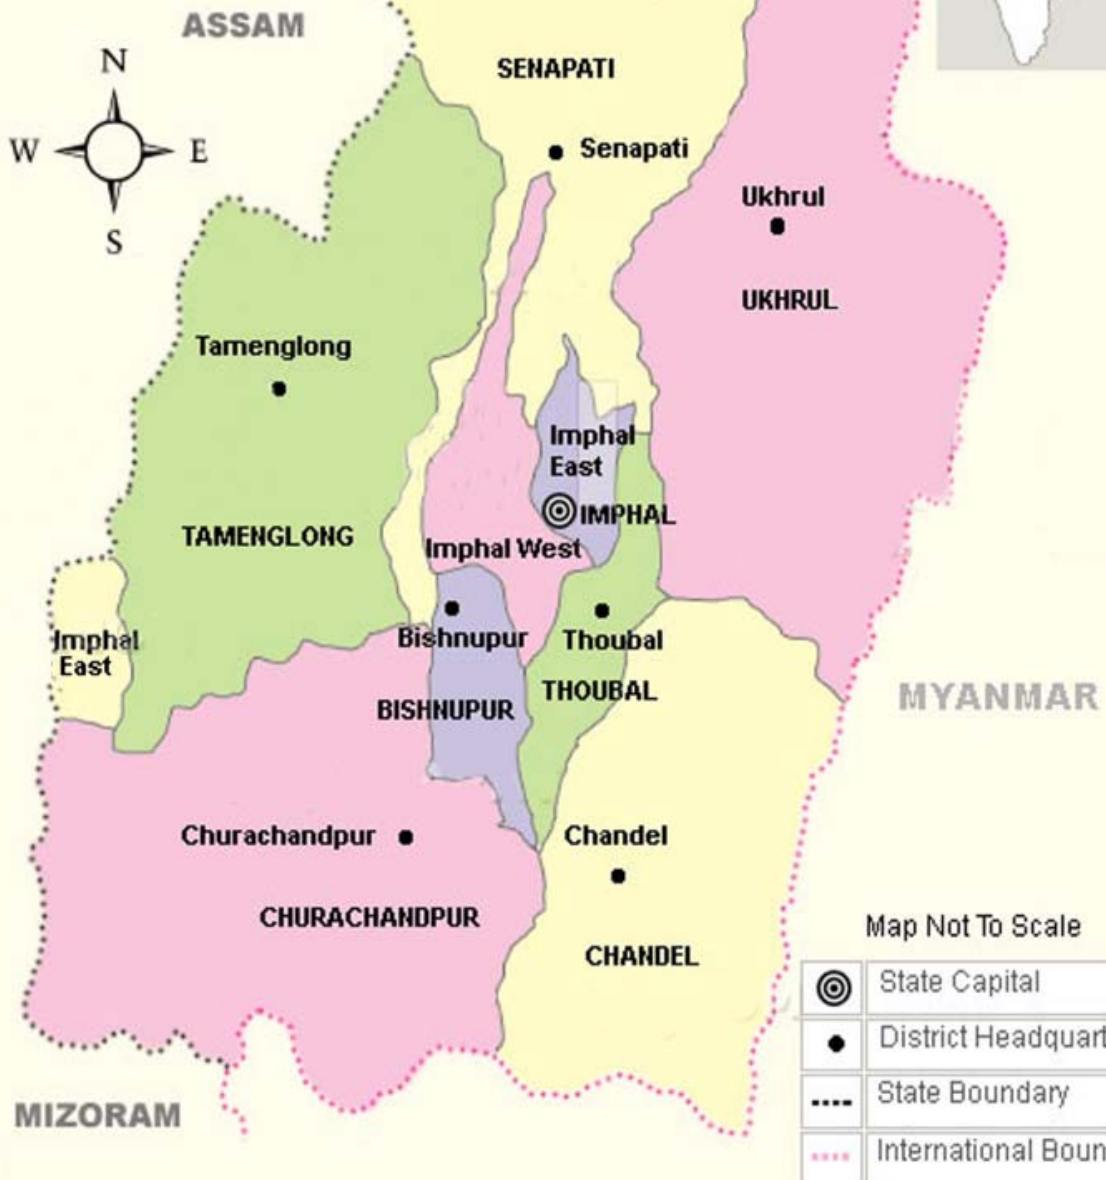 ASSAM
N
W
E
S
SENAPATI
Senapati
Ukhrul
UKHRUL
Tamenglong
TAMENGLONG
Imphal
East
IMPHAL
Imphal West
Imphal
East
Bishnupur
BISHNUPUR
Thoubal
THOUBAL
MYANMAR
Churachandpur
CHURACHANDPUR
Chandel
CHANDEL
MIZORAM
Map Not To Scale
State Capital
District Headquart
State Boundary
International Boun